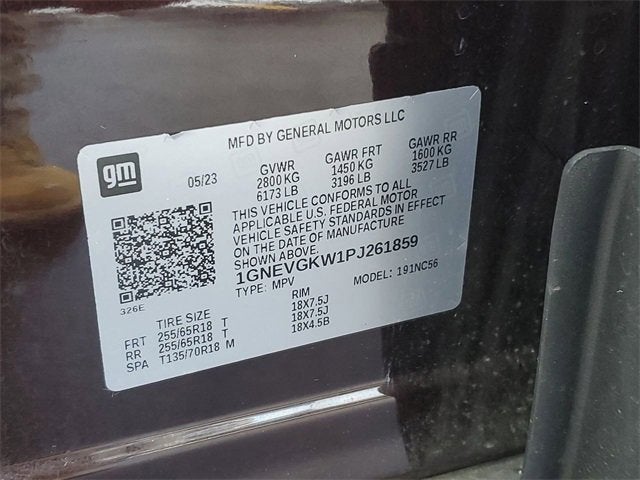 MFD BY GENERAL MOTORS LLC
gm
05/23
GVWR
2800 KG
6173 LB
GAWR FRT
1450 KG
3196 LB
GAWR RR
1600 KG
3527 LB
THIS VEHICLE CONFORMS TO ALL
APPLICABLE U.S. FEDERAL MOTOR
VEHICLE SAFETY STANDARDS IN EFFECT
ON THE DATE OF MANUFACTURE
SHOWN ABOVE.
1GNEVGKW1PJ261859
TYPE: MPV MODEL: 191NC56
326E
TIRE SIZE RIM
FRT 255/65R18 T 18X7.5J
RR 255/65R18 T 18X7.5J
SPA T135/70R18 M 18X4.5B